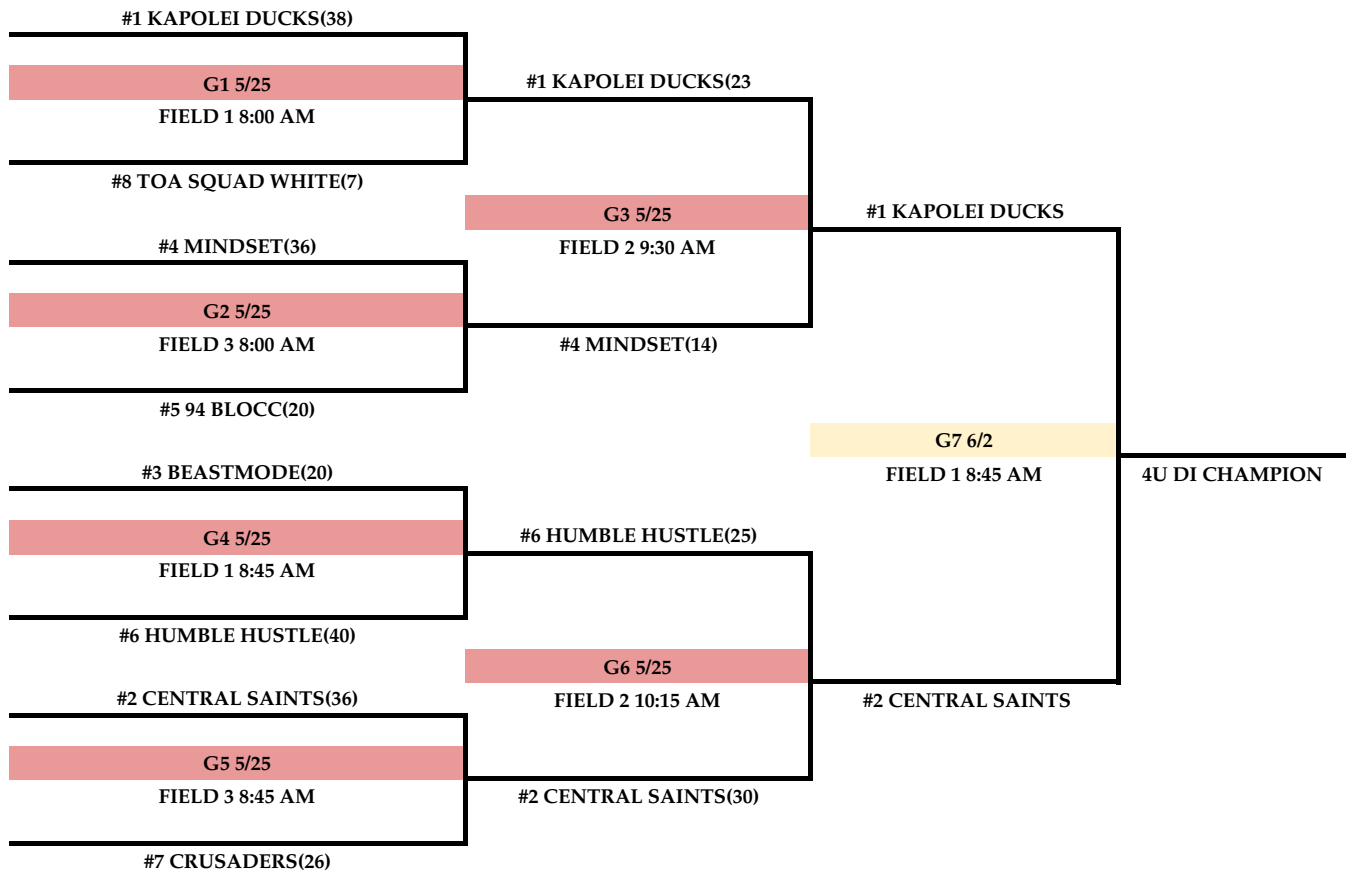 #1 KAPOLEI DUCKS(38)
G1 5/25
FIELD 1 8:00 AM
#8 TOA SQUAD WHITE(7)
#1 KAPOLEI DUCKS(23
#4 MINDSET(36)
G2 5/25
FIELD 3 8:00 AM
#5 94 BLOCC(20)
G3 5/25
FIELD 2 9:30 AM
#4 MINDSET(14)
#1 KAPOLEI DUCKS
#3 BEASTMODE(20)
G4 5/25
FIELD 1 8:45 AM
#6 HUMBLE HUSTLE(40)
#6 HUMBLE HUSTLE(25)
#2 CENTRAL SAINTS(36)
G5 5/25
FIELD 3 8:45 AM
#7 CRUSADERS(26)
G6 5/25
FIELD 2 10:15 AM
#2 CENTRAL SAINTS(30)
#2 CENTRAL SAINTS
G7 6/2
FIELD 1 8:45 AM
4U DI CHAMPION